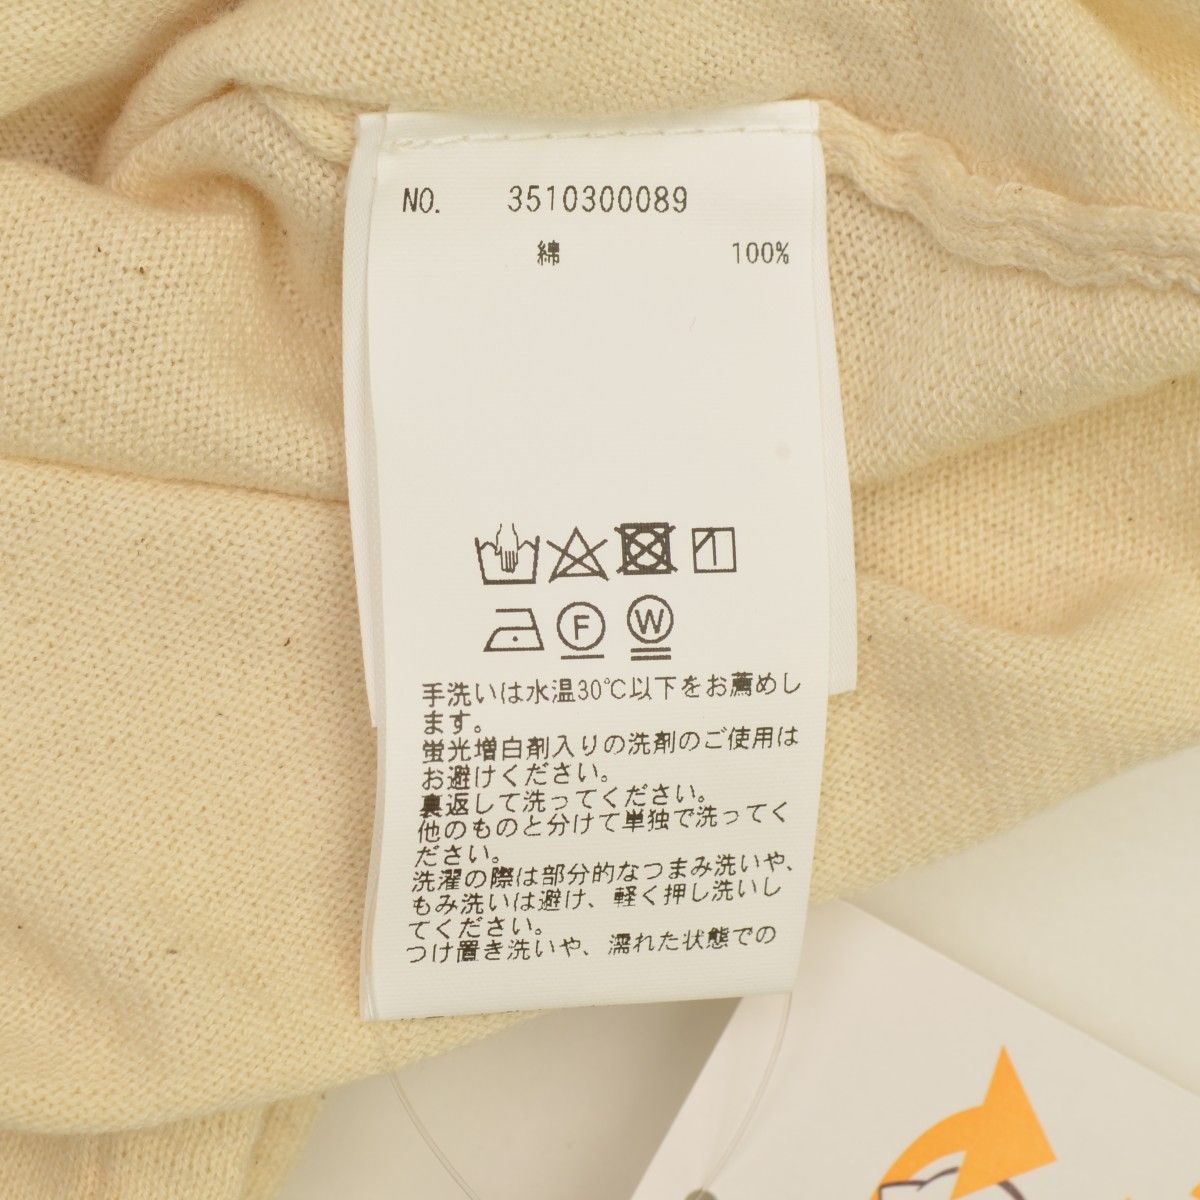 NO. 3510300089
綿 100%
F W
手洗いは水温30℃以下をお薦めし
ます。
蛍光増白剤入りの洗剤のご使用は
お避けください。
裏返して洗ってください。
他のものと分けて単独で洗ってく
ださい。
洗濯の際は部分的なつまみ洗いや、
もみ洗いは避け、軽く押し洗いし
てください。
つけ置き洗いや、濡れた状態での